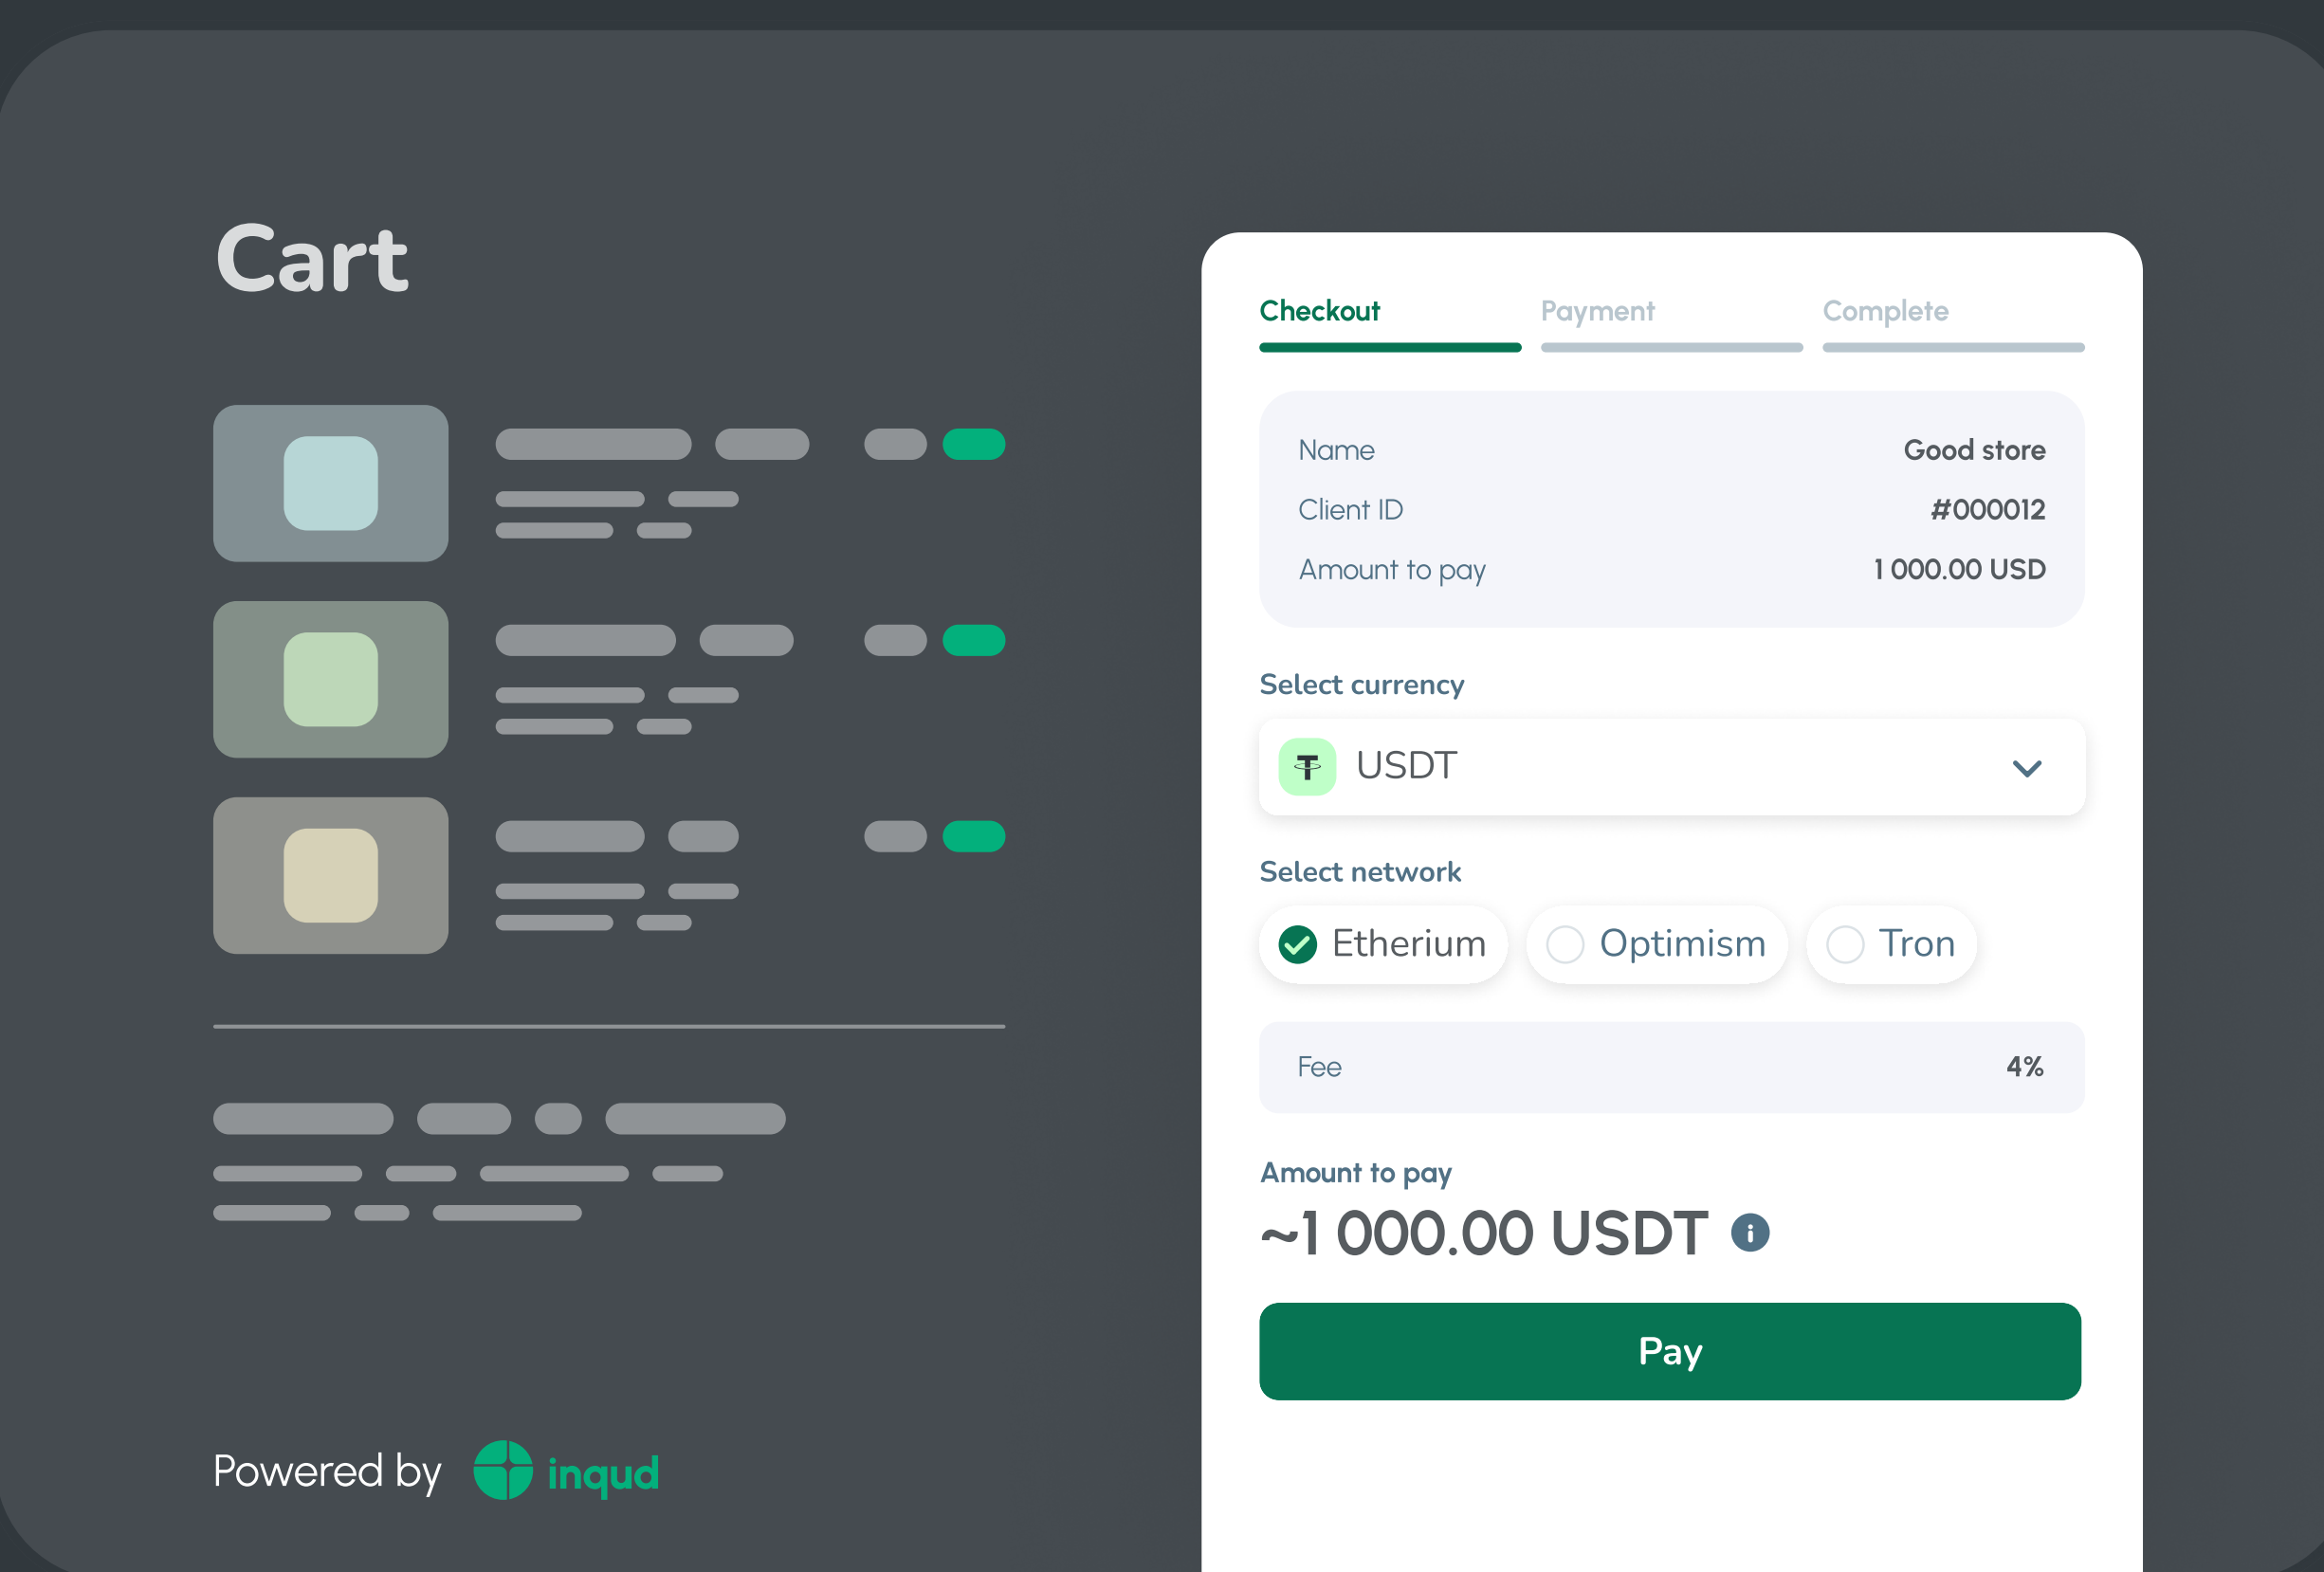 Cart
Powered by inqud
Checkout Payment Complete
Name Good store
Client ID #000012
Amount to pay 1 000.00 USD
Select currency
USDT
Select network
Etherium Optimism Tron
Fee 4%
Amount to pay
~1 000.00 USDT
Pay